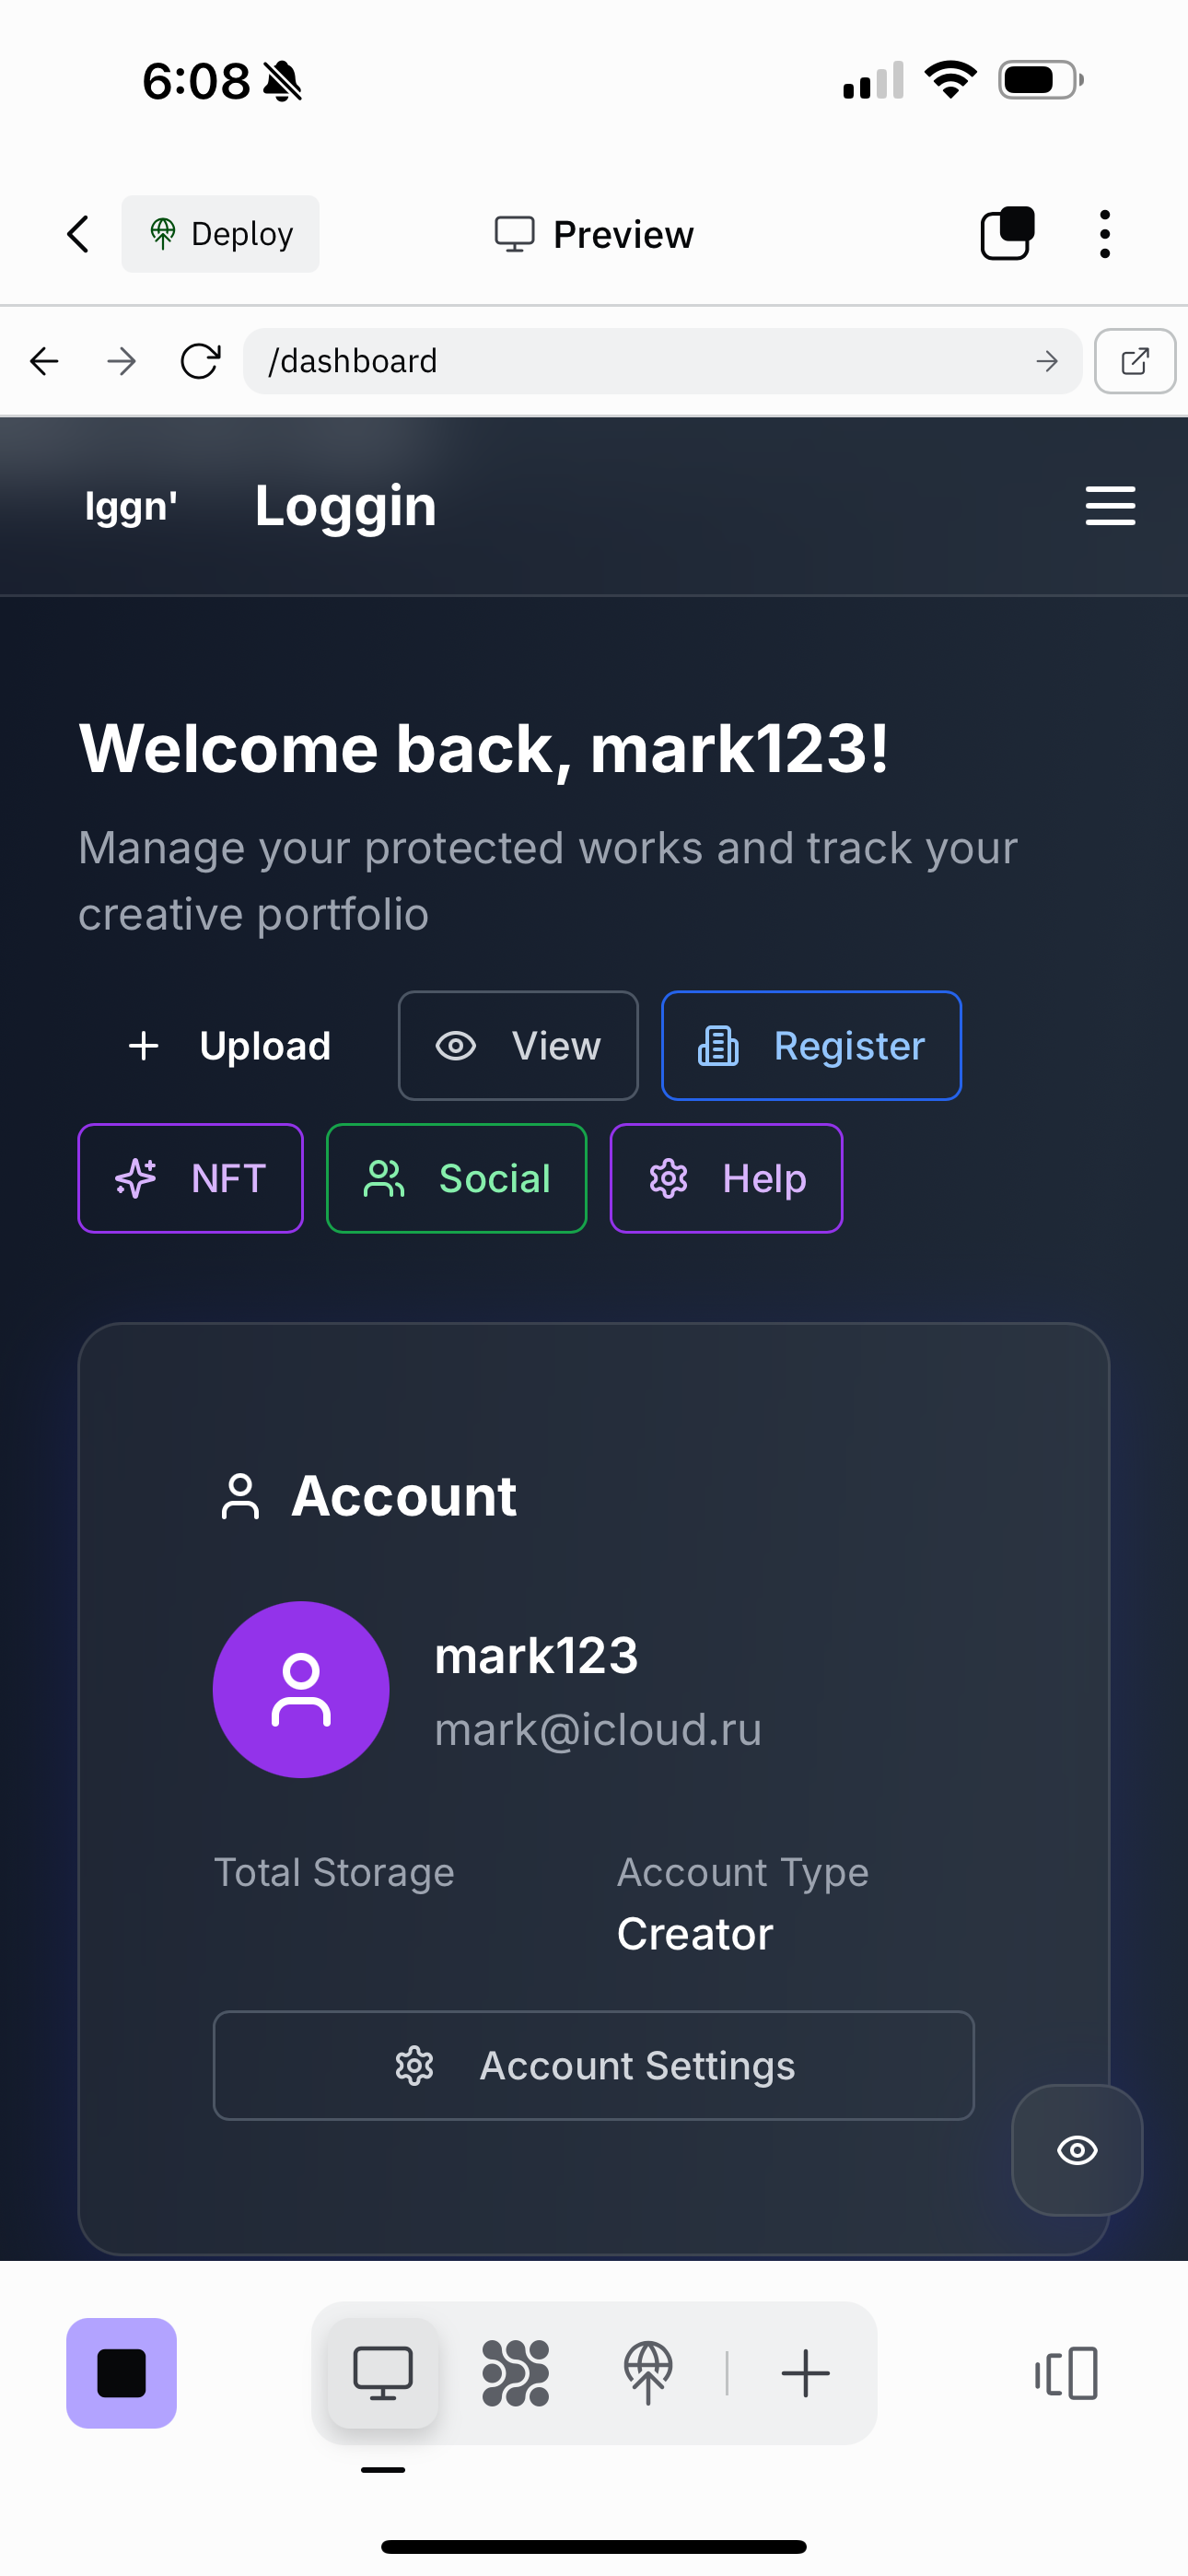 6:08
Deploy
Preview
/dashboard
lggn'
Loggin
Welcome back, mark123!
Manage your protected works and track your
creative portfolio
Upload
View
Register
NFT
Social
Help
Account
mark123
mark@icloud.ru
Total Storage
Account Type
Creator
Account Settings